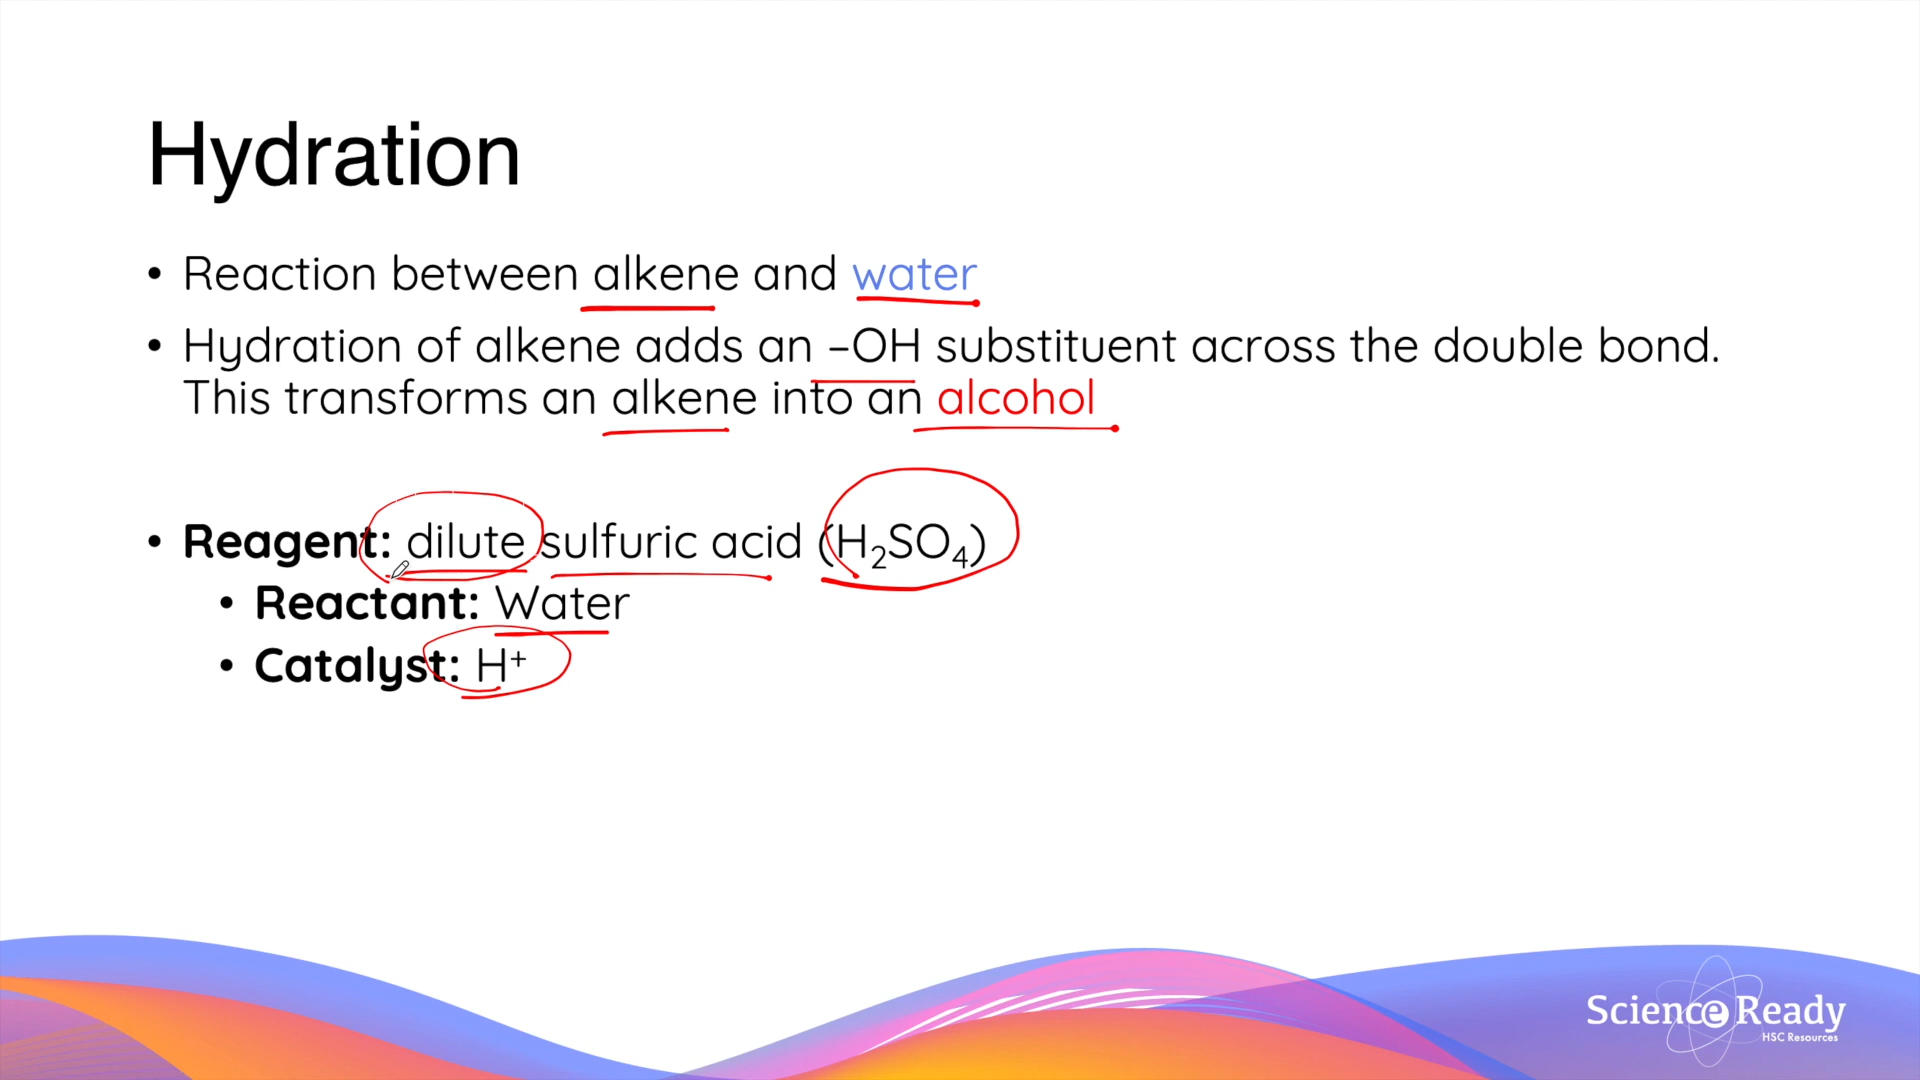 Hydration
• Reaction between alkene and water
• Hydration of alkene adds an –OH substituent across the double bond.
This transforms an alkene into an alcohol
• Reagent: dilute sulfuric acid (H₂SO₄)
• Reactant: Water
• Catalyst: H⁺
Science Ready
HSC Resources